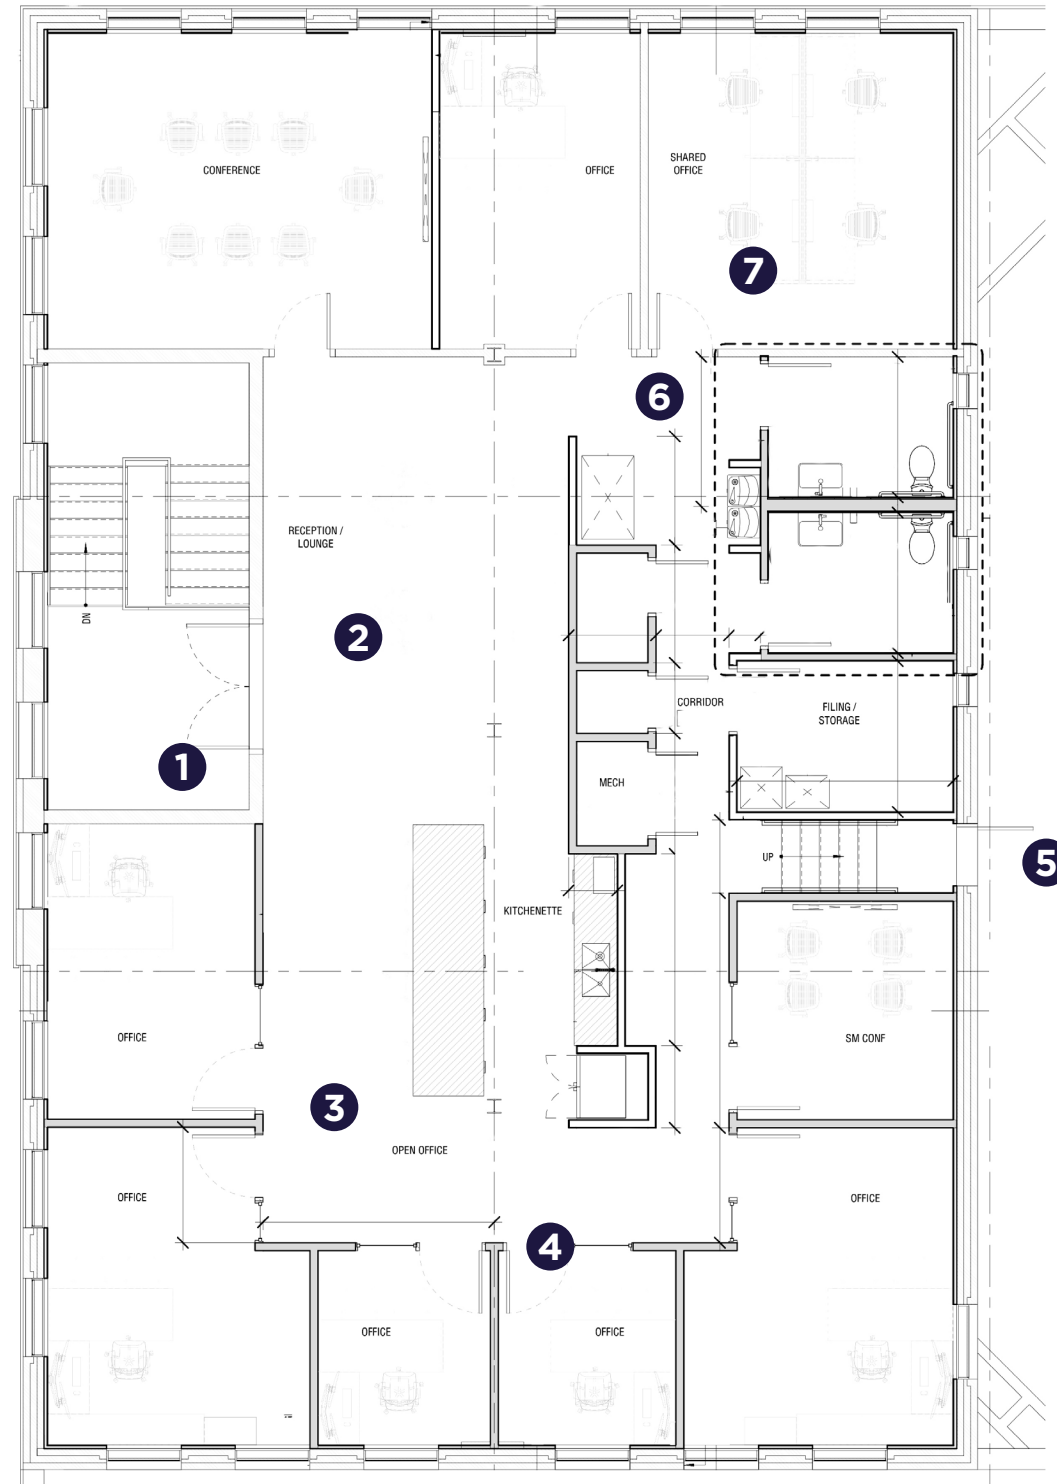 7
CONFERENCE
OFFICE
SHARED
OFFICE
6
RECEPTION /
LOUNGE
DN
2
CORRIDOR
FILING /
STORAGE
1
MECH
UP
5
KITCHENETTE
OFFICE
SM CONF
3
OPEN OFFICE
OFFICE
OFFICE
4
OFFICE
OFFICE